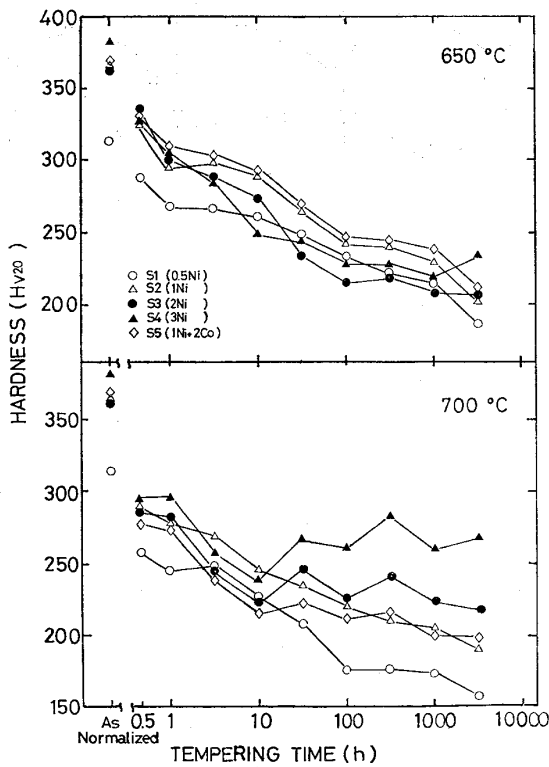 400
650 °C
350
300
250
200
S1 (0.5Ni)
S2 (1Ni )
S3 (2Ni )
S4 (3Ni )
S5 (1Ni+2Co)
HARDNESS (Hv20)
700 °C
350
300
250
200
150
As Normalized
0.5 1 10 100 1000 10000
TEMPERING TIME (h)